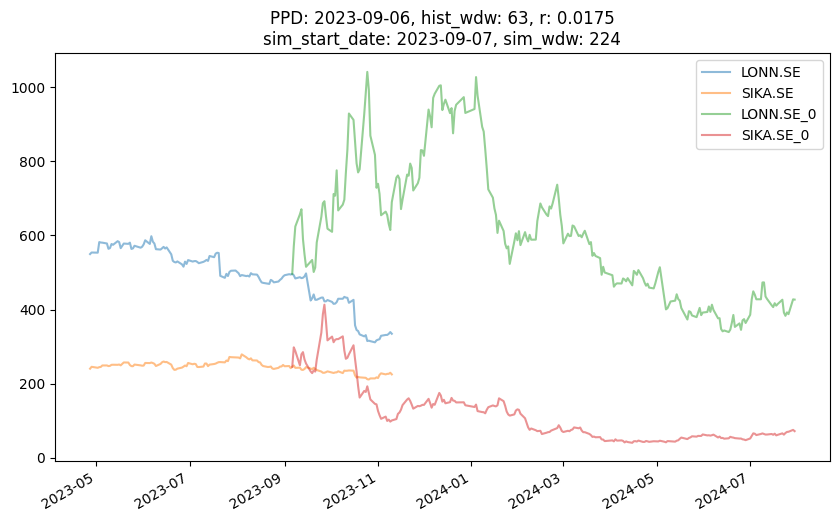 PPD: 2023-09-06, hist_wdw: 63, r: 0.0175
sim_start_date: 2023-09-07, sim_wdw: 224
LONN.SE
SIKA.SE
LONN.SE_0
SIKA.SE_0
1000
800
600
400
200
0
2023-05
2023-07
2023-09
2023-11
2024-01
2024-03
2024-05
2024-07